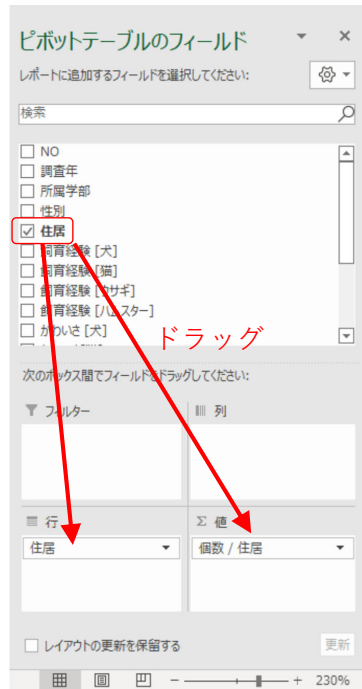 ピボットテーブルのフィールド
レポートに追加するフィールドを選択してください:
検索
NO
調査年
所属学部
性別
住居
飼育経験 [犬]
飼育経験 [猫]
飼育経験 [ウサギ]
飼育経験 [ハムスター]
かわいさ [犬]
ドラッグ
次のボックス間でフィールドをドラッグしてください:
フィルター
列
行
Σ 値
住居
個数 / 住居
レイアウトの更新を保留する
更新
230%